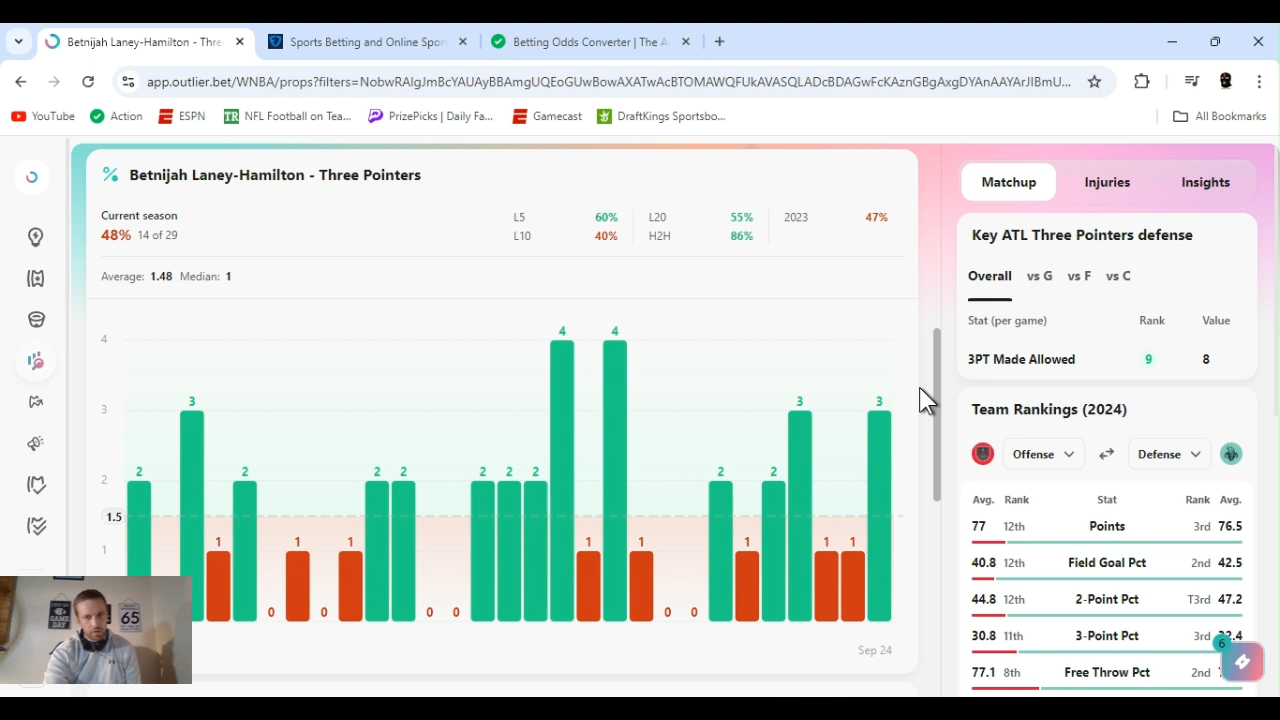 Betnijah Laney-Hamilton - Thre
Sports Betting and Online Spor
Betting Odds Converter | The A
app.outlier.bet/WNBA/props?filters=NobwRAlgJmBcYAUAyBBAmgUQEoGUwBowAXATwAcBTOMAWQFUkAVASQLADcBDAGwFcKAznGBgAxgDYAnAAYArJIBmU...
YouTube
Action
ESPN
NFL Football on Tea...
PrizePicks | Daily Fa...
Gamecast
DraftKings Sportsbo...
All Bookmarks
Betnijah Laney-Hamilton - Three Pointers
Current season
48% 14 of 29
L5 60% L20 55% 2023 47%
L10 40% H2H 86%
Average: 1.48 Median: 1
4
3
2
1.5
1
2 3 1 2 0 1 0 1 2 2 0 0 2 2 2 4 1 4 1 0 0 2 1 2 3 1 1 3
Sep 24
Matchup Injuries Insights
Key ATL Three Pointers defense
Overall vs G vs F vs C
Stat (per game) Rank Value
3PT Made Allowed 9 8
Team Rankings (2024)
Offense Defense
Avg. Rank Stat Rank Avg.
77 12th Points 3rd 76.5
40.8 12th Field Goal Pct 2nd 42.5
44.8 12th 2-Point Pct T3rd 47.2
30.8 11th 3-Point Pct 3rd
77.1 8th Free Throw Pct 2nd
6
GAME DAY
65